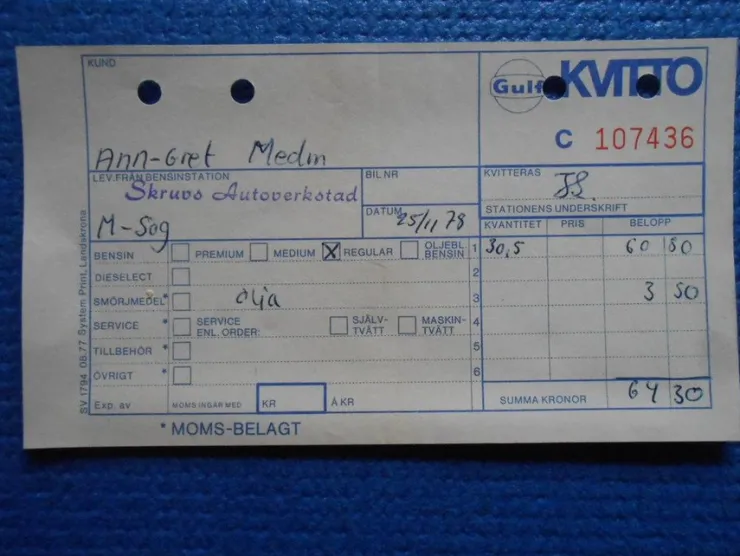 KUND
Gulf KVITTO
C 107436
Ann-Gret Medin
LEV. FRÅN BENSINSTATION
Skruvs Autoverkstad
BIL NR
KVITTERAS
JS.
STATIONENS UNDERSKRIFT
M-Sog
DATUM 25/11 78
KVANTITET PRIS BELOPP
BENSIN PREMIUM MEDIUM X REGULAR OLJEBL. BENSIN 1 30,5 60 80
DIESELECT 2
SMÖRJMEDEL* olja 3 3 50
SERVICE * SERVICE ENL. ORDER: SJÄLV-TVÄTT MASKIN-TVÄTT 4
TILLBEHÖR * 5
ÖVRIGT * 6
Exp. av MOMS INGÅR MED KR Å KR SUMMA KRONOR 64 30
* MOMS-BELAGT
SV 1794 08.77 System Print, Landskrona